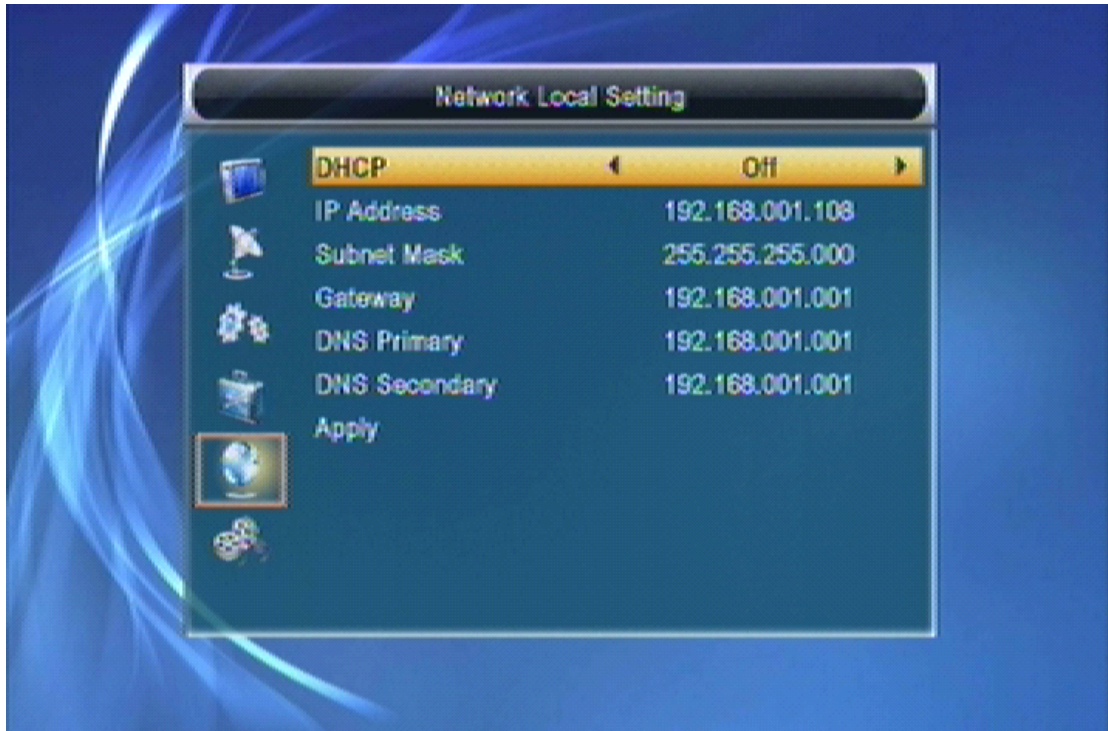 Network Local Setting
DHCP Off
IP Address 192.168.001.108
Subnet Mask 255.255.255.000
Gateway 192.168.001.001
DNS Primary 192.168.001.001
DNS Secondary 192.168.001.001
Apply